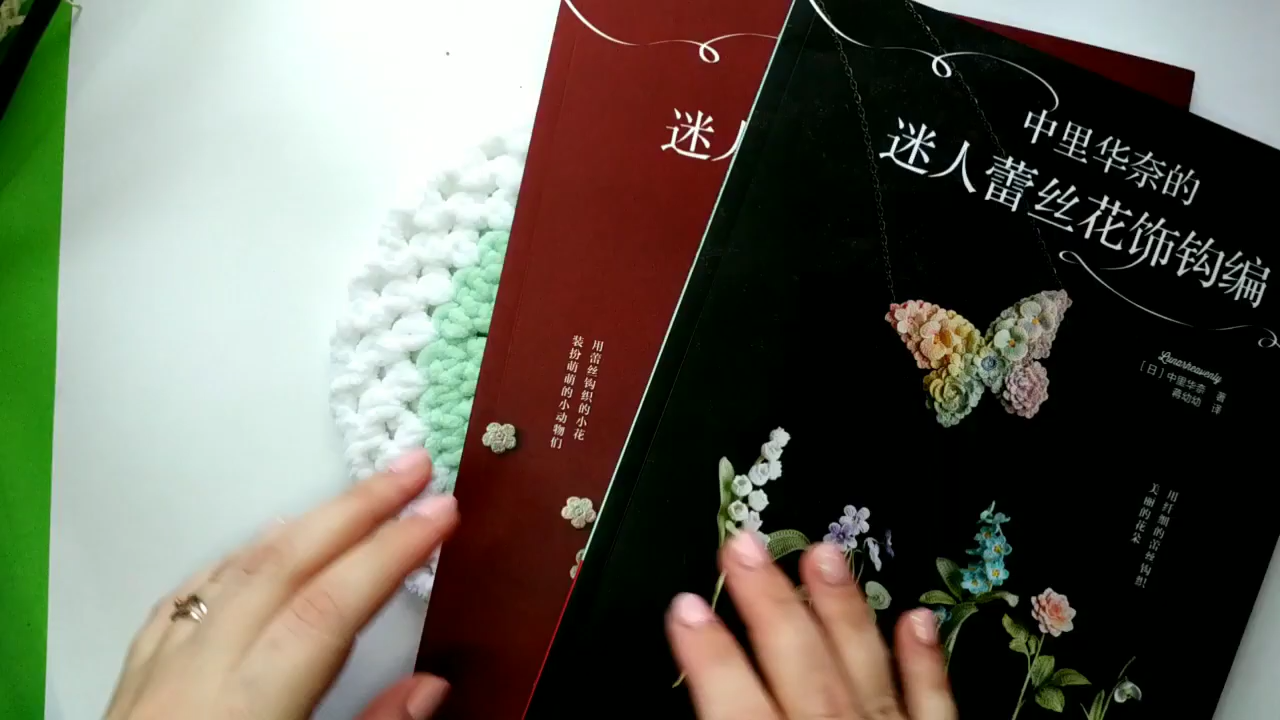 迷人
用蕾丝钩织的小花
装扮萌萌的小动物们
中里华奈的
迷人蕾丝花饰钩编
Lunarheavenly
[日]中里华奈 著
蒋幼幼 译
用纤细的蕾丝钩织
美丽的花朵